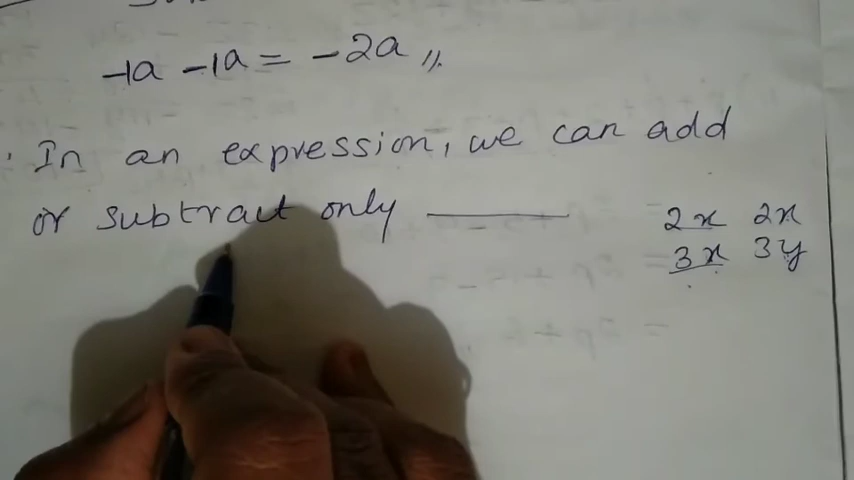 -1a -1a = -2a //.
In an expression, we can add
or subtract only ______
2x 2x
3x 3y